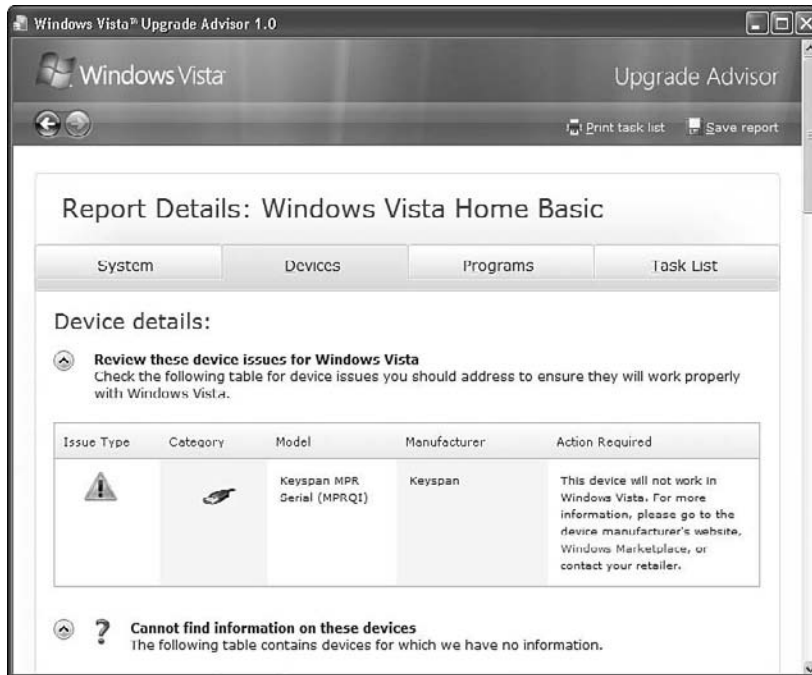 Windows Vista® Upgrade Advisor 1.0
Windows Vista
Upgrade Advisor
Print task list
Save report
Report Details: Windows Vista Home Basic
System
Devices
Programs
Task List
Device details:
Review these device issues for Windows Vista
Check the following table for device issues you should address to ensure they will work properly
with Windows Vista.
Issue Type
Category
Model
Manufacturer
Action Required
Keyspan MPR
Serial (MPRQI)
Keyspan
This device will not work in
Windows Vista. For more
information, please go to the
device manufacturer's website,
Windows Marketplace, or
contact your retailer.
?
Cannot find information on these devices
The following table contains devices for which we have no information.